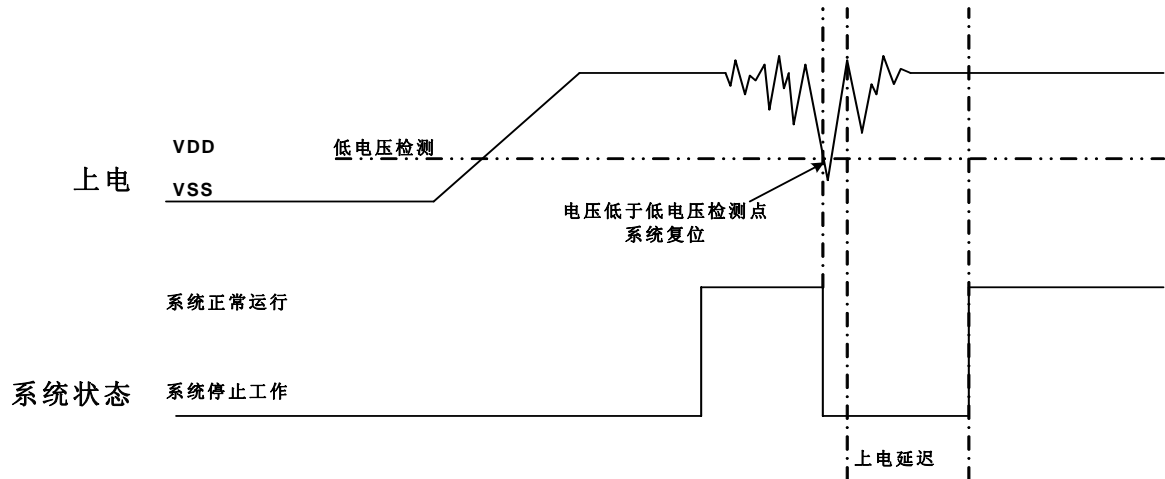 VDD
低电压检测
上电
VSS
电压低于低电压检测点
系统复位
系统正常运行
系统状态
系统停止工作
上电延迟